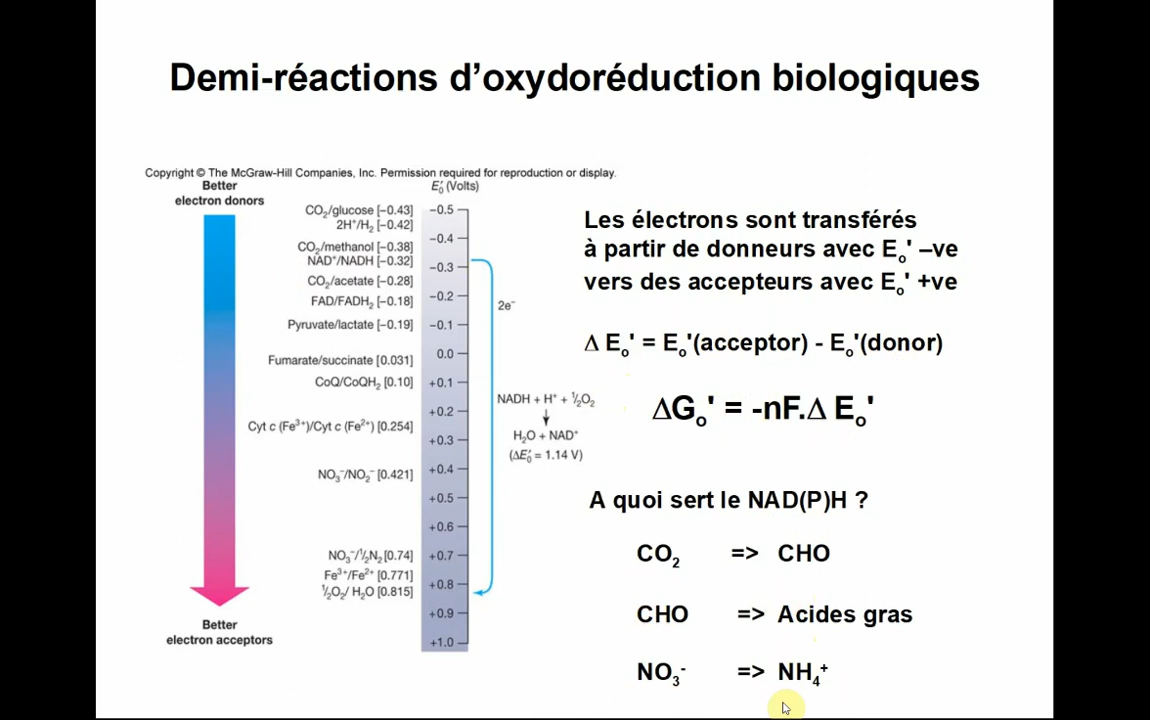 Demi-réactions d’oxydoréduction biologiques
Copyright © The McGraw-Hill Companies, Inc. Permission required for reproduction or display.
Better
electron donors
E₀′ (Volts)
CO₂/glucose [–0.43]
2H⁺/H₂ [–0.42]
CO₂/methanol [–0.38]
NAD⁺/NADH [–0.32]
CO₂/acetate [–0.28]
FAD/FADH₂ [–0.18]
Pyruvate/lactate [–0.19]
Fumarate/succinate [0.031]
CoQ/CoQH₂ [0.10]
Cyt c (Fe³⁺)/Cyt c (Fe²⁺) [0.254]
NO₃⁻/NO₂⁻ [0.421]
NO₃⁻/½N₂ [0.74]
Fe³⁺/Fe²⁺ [0.771]
½O₂/ H₂O [0.815]
–0.5
–0.4
–0.3
–0.2
–0.1
0.0
+0.1
+0.2
+0.3
+0.4
+0.5
+0.6
+0.7
+0.8
+0.9
+1.0
2e⁻
NADH + H⁺ + ½O₂
H₂O + NAD⁺
(ΔE₀′ = 1.14 V)
Better
electron acceptors
Les électrons sont transférés
à partir de donneurs avec Eₒ' –ve
vers des accepteurs avec Eₒ' +ve
Δ Eₒ' = Eₒ'(acceptor) - Eₒ'(donor)
ΔGₒ' = -nF.Δ Eₒ'
A quoi sert le NAD(P)H ?
CO₂ => CHO
CHO => Acides gras
NO₃⁻ => NH₄⁺